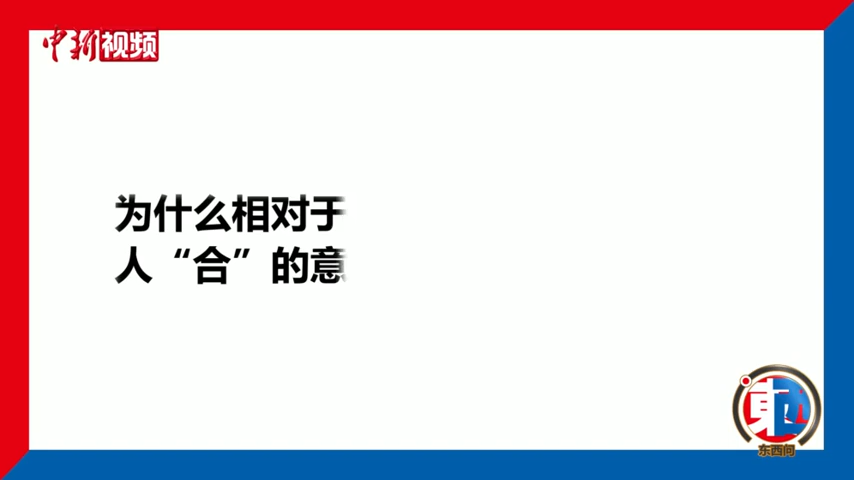 中新视频
为什么相对于
人“合”的意
东西问